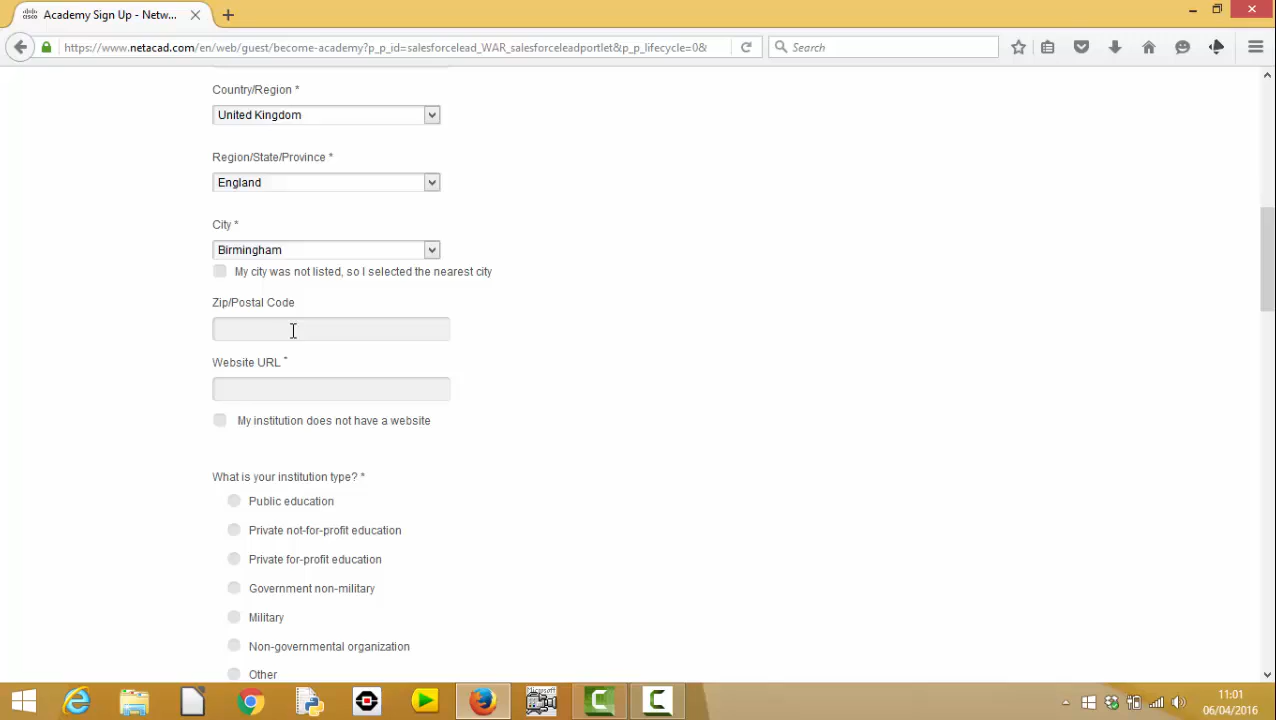 Academy Sign Up - Netw...
https://www.netacad.com/en/web/guest/become-academy?p_p_id=salesforcelead_WAR_salesforceleadportlet&p_p_lifecycle=0&
Search
Country/Region *
United Kingdom
Region/State/Province *
England
City *
Birmingham
My city was not listed, so I selected the nearest city
Zip/Postal Code
Website URL *
My institution does not have a website
What is your institution type? *
Public education
Private not-for-profit education
Private for-profit education
Government non-military
Military
Non-governmental organization
Other
11:01
06/04/2016